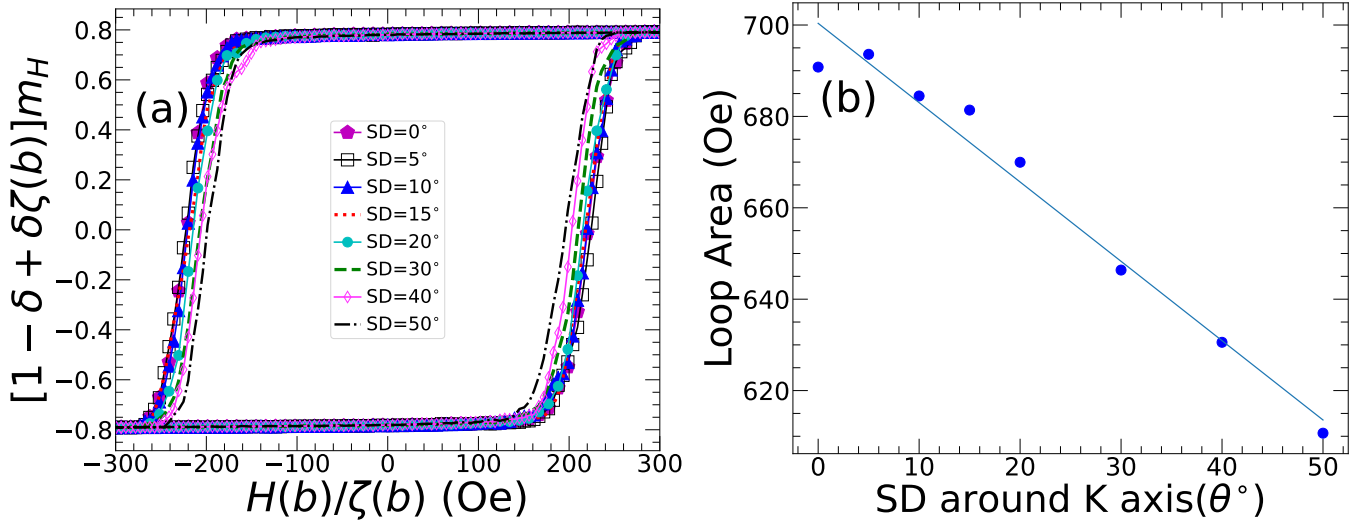 (a)
[1 − δ + δζ(b)]m_H
0.8
0.6
0.4
0.2
0.0
−0.2
−0.4
−0.6
−0.8
SD=0°
SD=5°
SD=10°
SD=15°
SD=20°
SD=30°
SD=40°
SD=50°
−300
−200
−100
0
100
200
300
H(b)/ζ(b) (Oe)
(b)
Loop Area (Oe)
700
680
660
640
620
0
10
20
30
40
50
SD around K axis(θ°)